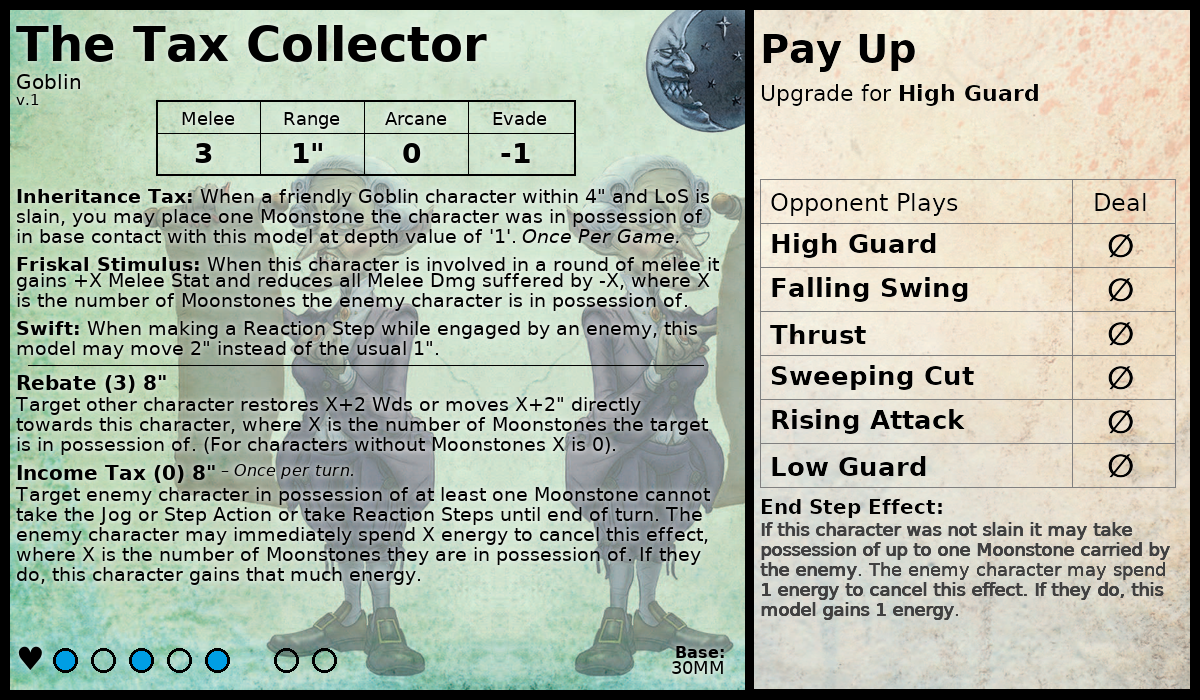 The Tax Collector
Goblin
v.1
Melee Range Arcane Evade
3 1" 0 -1
Inheritance Tax: When a friendly Goblin character within 4" and LoS is
slain, you may place one Moonstone the character was in possession of
in base contact with this model at depth value of '1'. Once Per Game.
Friskal Stimulus: When this character is involved in a round of melee it
gains +X Melee Stat and reduces all Melee Dmg suffered by -X, where X
is the number of Moonstones the enemy character is in possession of.
Swift: When making a Reaction Step while engaged by an enemy, this
model may move 2" instead of the usual 1".
Rebate (3) 8"
Target other character restores X+2 Wds or moves X+2" directly
towards this character, where X is the number of Moonstones the target
is in possession of. (For characters without Moonstones X is 0).
Income Tax (0) 8" – Once per turn.
Target enemy character in possession of at least one Moonstone cannot
take the Jog or Step Action or take Reaction Steps until end of turn. The
enemy character may immediately spend X energy to cancel this effect,
where X is the number of Moonstones they are in possession of. If they
do, this character gains that much energy.
Base:
30MM
Pay Up
Upgrade for High Guard
Opponent Plays Deal
High Guard ∅
Falling Swing ∅
Thrust ∅
Sweeping Cut ∅
Rising Attack ∅
Low Guard ∅
End Step Effect:
If this character was not slain it may take
possession of up to one Moonstone carried by
the enemy. The enemy character may spend
1 energy to cancel this effect. If they do, this
model gains 1 energy.